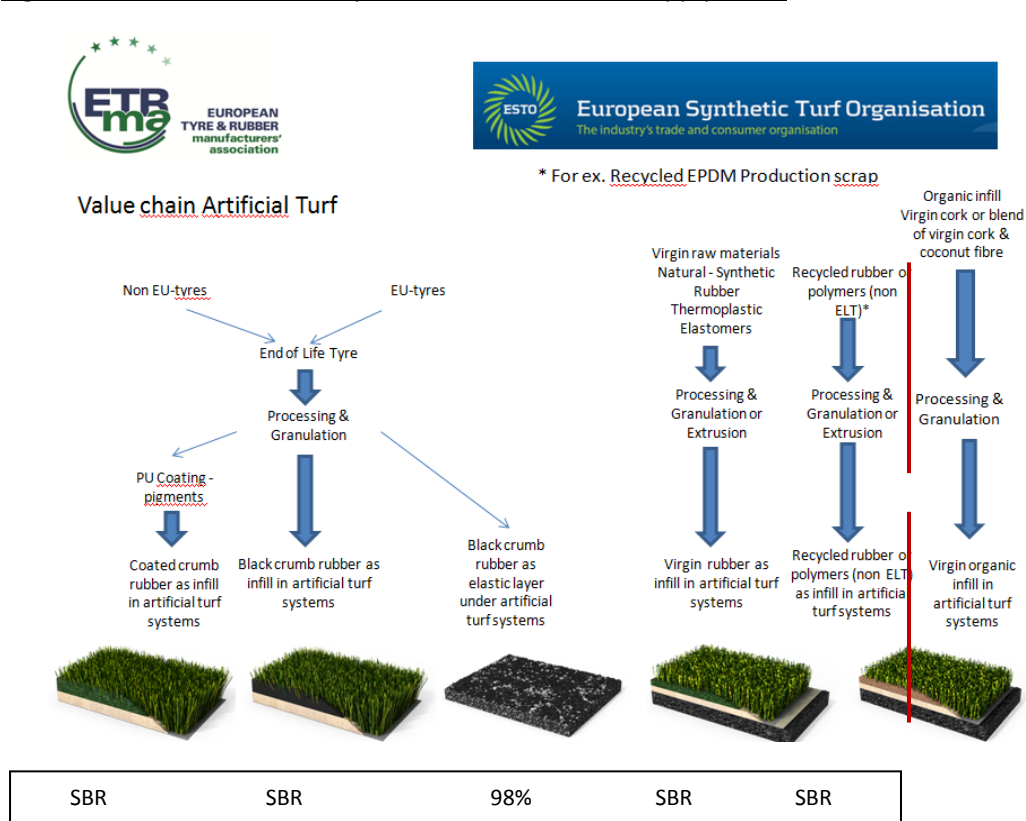 ETRma
EUROPEAN
TYRE & RUBBER
manufacturers'
association
ESTO
European Synthetic Turf Organisation
The industry's trade and consumer organisation
* For ex. Recycled EPDM Production scrap
Value chain Artificial Turf
Organic infill
Virgin cork or blend
of virgin cork &
coconut fibre
Virgin raw materials
Natural - Synthetic
Rubber
Thermoplastic
Elastomers
Recycled rubber or
polymers (non
ELT)*
Non EU-tyres
EU-tyres
End of Life Tyre
Processing &
Granulation
Processing &
Granulation or
Extrusion
Processing &
Granulation or
Extrusion
Processing &
Granulation
PU Coating -
pigments
Coated crumb
rubber as infill
in artificial turf
systems
Black crumb rubber as
infill in artificial turf
systems
Black crumb
rubber as
elastic layer
under artificial
turf systems
Virgin rubber as
infill in artificial turf
systems
Recycled rubber or
polymers (non ELT)
as infill in artificial
turf systems
Virgin organic
infill in
artificial turf
systems
SBR SBR 98% SBR SBR